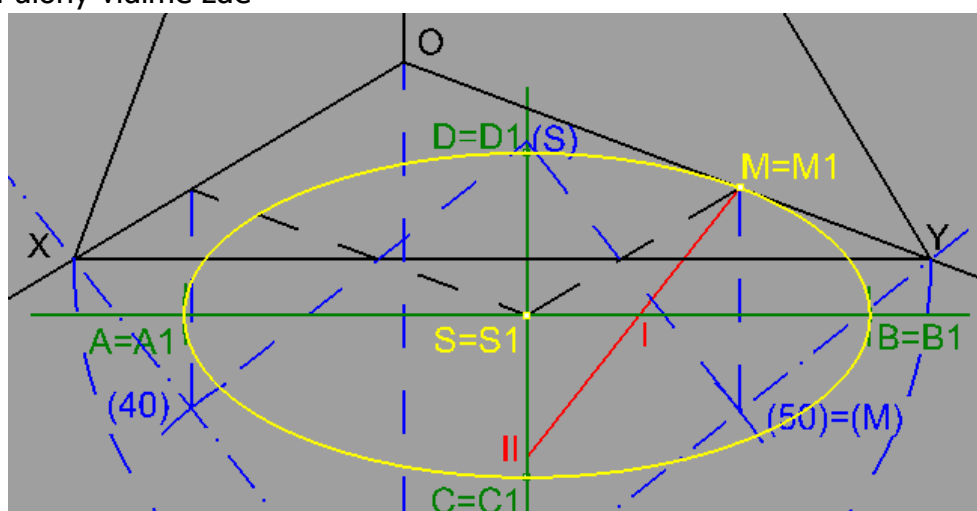 O
D=D1 (S)
M=M1
X
Y
A=A1
S=S1
I
B=B1
(40)
(50)=(M)
II
C=C1